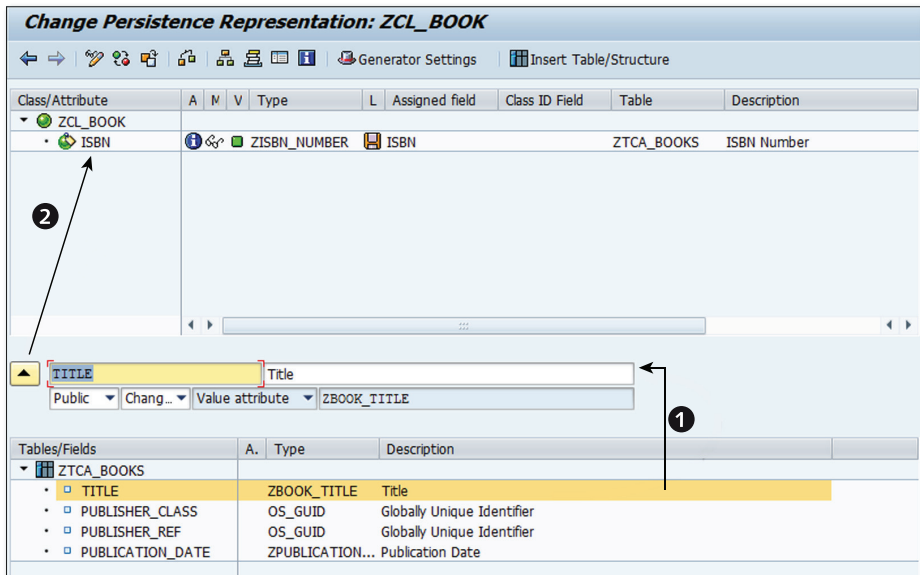 Change Persistence Representation: ZCL_BOOK
Generator Settings Insert Table/Structure
Class/Attribute A M V Type L Assigned field Class ID Field Table Description
ZCL_BOOK
ISBN ZISBN_NUMBER ISBN ZTCA_BOOKS ISBN Number
2
TITLE Title
Public Chang... Value attribute ZBOOK_TITLE
1
Tables/Fields A. Type Description
ZTCA_BOOKS
TITLE ZBOOK_TITLE Title
PUBLISHER_CLASS OS_GUID Globally Unique Identifier
PUBLISHER_REF OS_GUID Globally Unique Identifier
PUBLICATION_DATE ZPUBLICATION... Publication Date